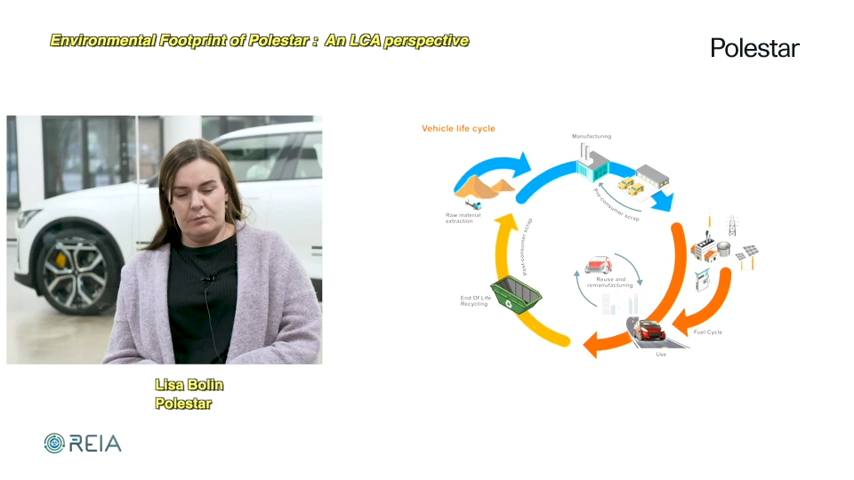 Environmental Footprint of Polestar : An LCA perspective
Polestar
Vehicle life cycle
Manufacturing
Pre-consumer scrap
Raw material
extraction
post-consumer scrap
Reuse and
remanufacturing
End Of Life
Recycling
Fuel Cycle
Use
Lisa Bolin
Polestar
REIA